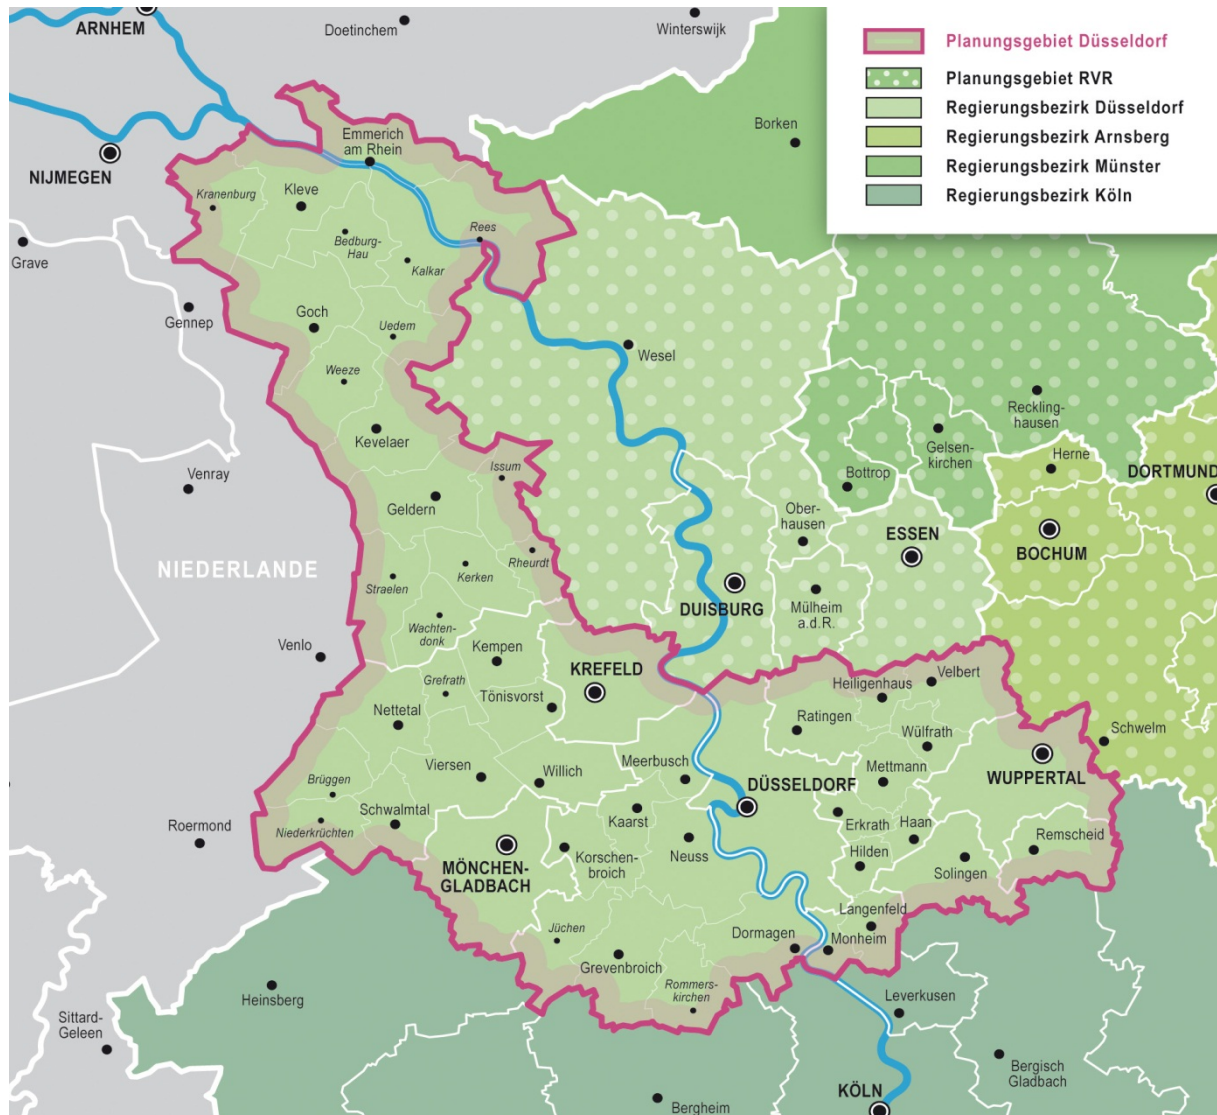 ARNHEM
Doetinchem
Winterswijk
Planungsgebiet Düsseldorf
Planungsgebiet RVR
Regierungsbezirk Düsseldorf
Regierungsbezirk Arnsberg
Regierungsbezirk Münster
Regierungsbezirk Köln
Borken
Emmerich
am Rhein
NIJMEGEN
Kranenburg
Kleve
Bedburg-
Hau
Rees
Kalkar
Grave
Gennep
Goch
Uedem
Weeze
Wesel
Kevelaer
Reckling-
hausen
Gelsen-
kirchen
Herne
Bottrop
DORTMUND
Venray
Issum
Geldern
Ober-
hausen
ESSEN
BOCHUM
NIEDERLANDE
Rheurdt
Kerken
Straelen
DUISBURG
Mülheim
a.d.R.
Wachten-
donk
Venlo
Kempen
KREFELD
Grefrath
Tönisvorst
Nettetal
Heiligenhaus
Velbert
Ratingen
Wülfrath
Schwelm
Viersen
Willich
Meerbusch
Mettmann
WUPPERTAL
Brüggen
DÜSSELDORF
Schwalmtal
Niederkrüchten
Roermond
Kaarst
Erkrath
Haan
Remscheid
MÖNCHEN-
GLADBACH
Korschen-
broich
Neuss
Hilden
Solingen
Langenfeld
Jüchen
Dormagen
Monheim
Grevenbroich
Rommers-
kirchen
Heinsberg
Leverkusen
Sittard-
Geleen
Bergisch
Gladbach
KÖLN
Bergheim